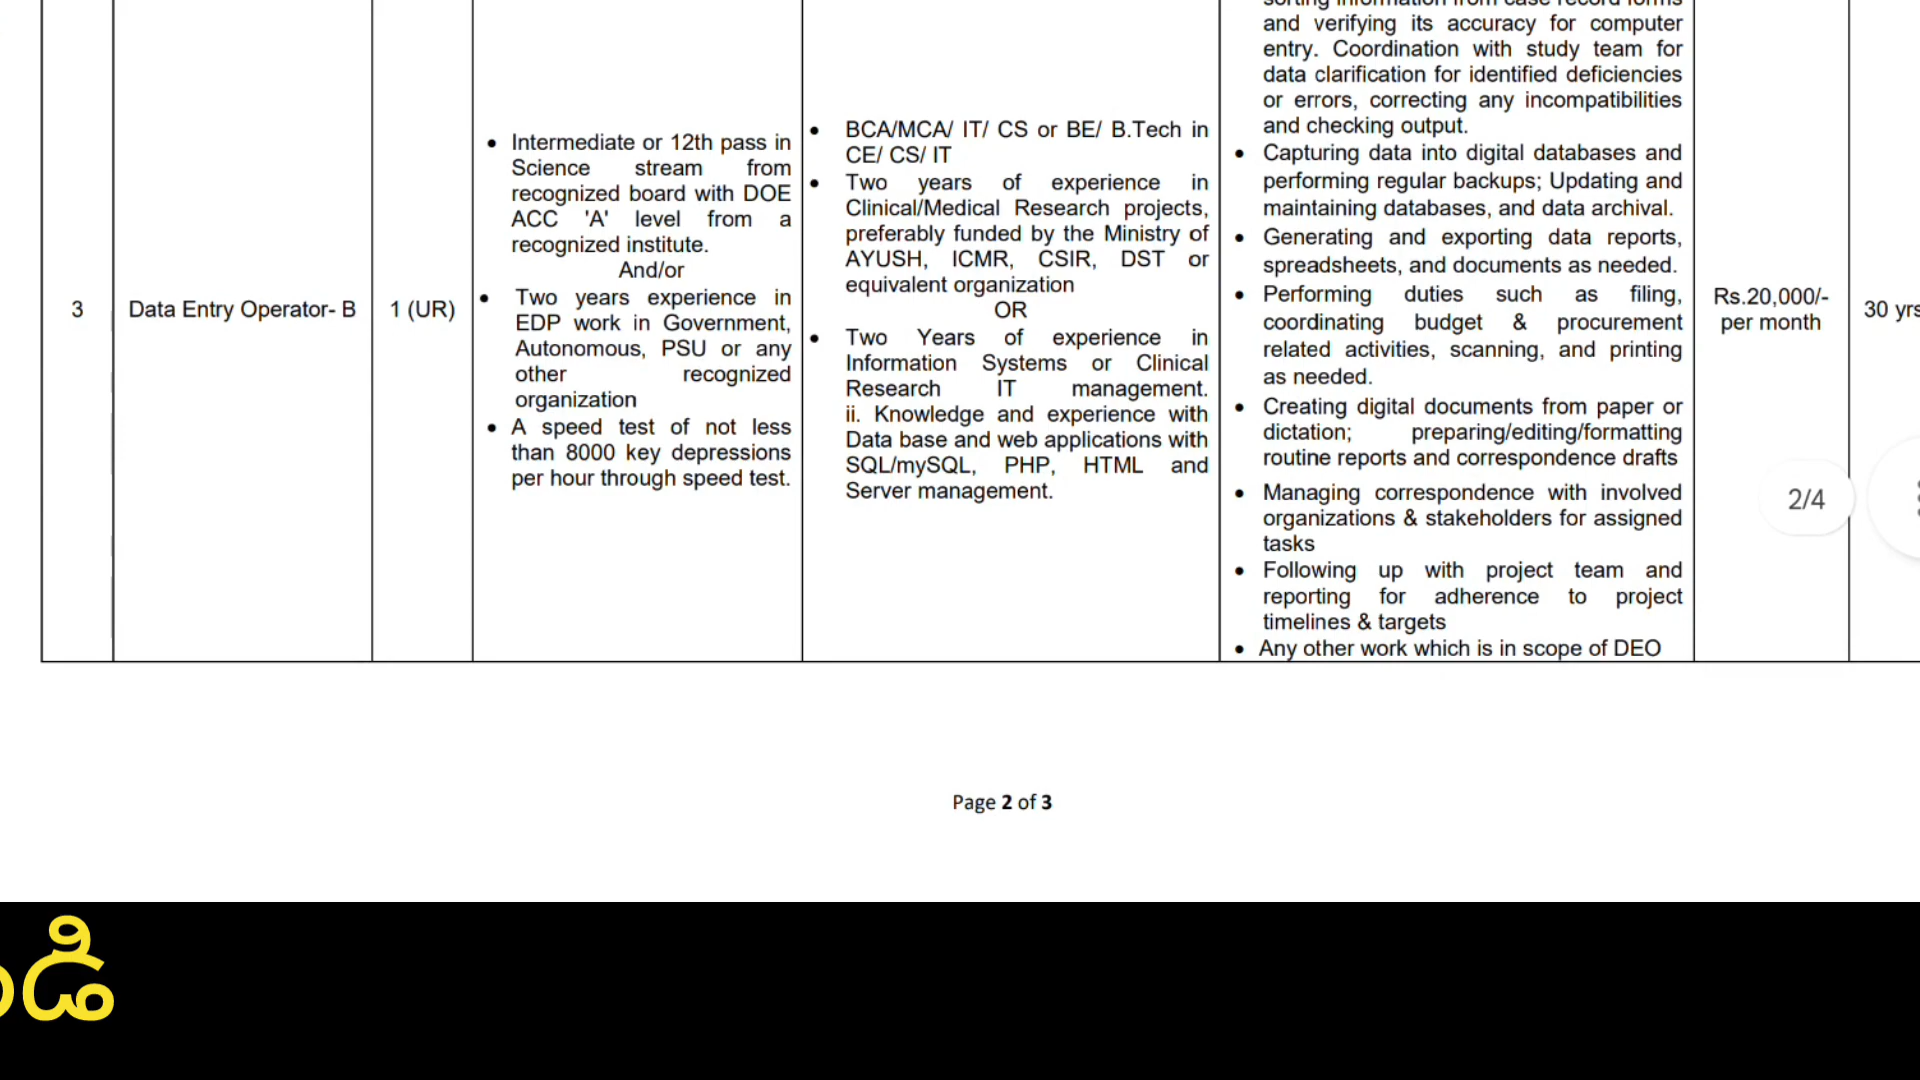 3
Data Entry Operator- B
1 (UR)
• Intermediate or 12th pass in
Science stream from
recognized board with DOE
ACC 'A' level from a
recognized institute.
And/or
• Two years experience in
EDP work in Government,
Autonomous, PSU or any
other recognized
organization
• A speed test of not less
than 8000 key depressions
per hour through speed test.
• BCA/MCA/ IT/ CS or BE/ B.Tech in
CE/ CS/ IT
• Two years of experience in
Clinical/Medical Research projects,
preferably funded by the Ministry of
AYUSH, ICMR, CSIR, DST or
equivalent organization
OR
• Two Years of experience in
Information Systems or Clinical
Research IT management.
ii. Knowledge and experience with
Data base and web applications with
SQL/mySQL, PHP, HTML and
Server management.
sorting information from case record forms
and verifying its accuracy for computer
entry. Coordination with study team for
data clarification for identified deficiencies
or errors, correcting any incompatibilities
and checking output.
• Capturing data into digital databases and
performing regular backups; Updating and
maintaining databases, and data archival.
• Generating and exporting data reports,
spreadsheets, and documents as needed.
• Performing duties such as filing,
coordinating budget & procurement
related activities, scanning, and printing
as needed.
• Creating digital documents from paper or
dictation; preparing/editing/formatting
routine reports and correspondence drafts
• Managing correspondence with involved
organizations & stakeholders for assigned
tasks
• Following up with project team and
reporting for adherence to project
timelines & targets
• Any other work which is in scope of DEO
Rs.20,000/-
per month
30 yrs
2/4
Page 2 of 3